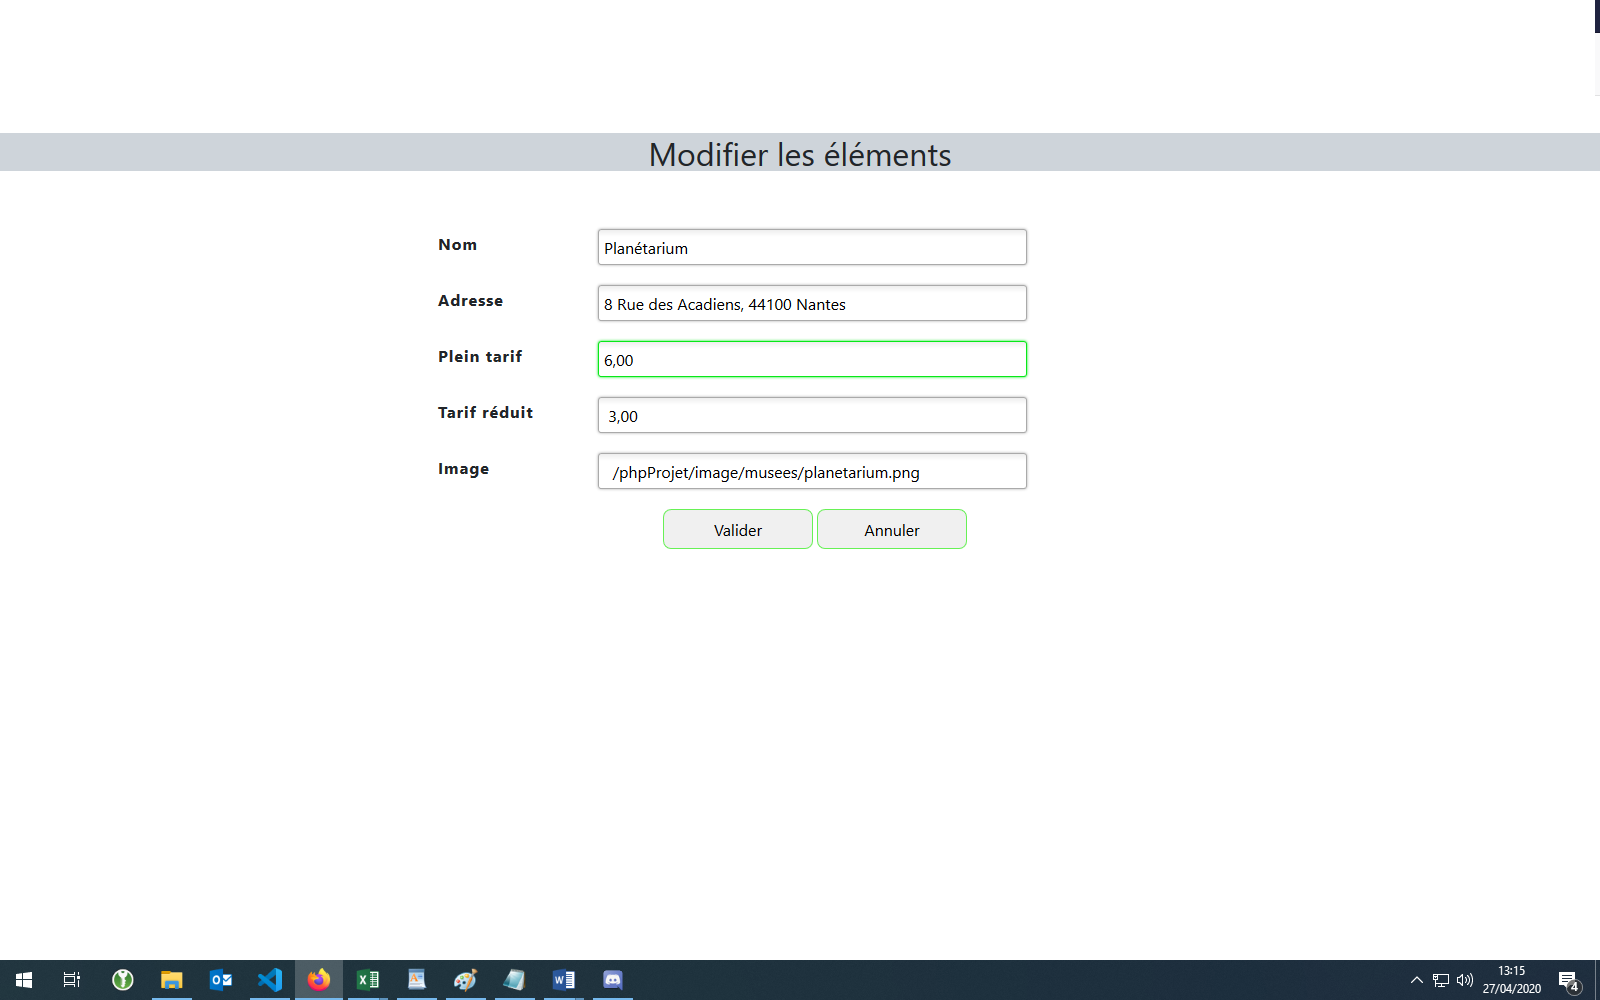 Modifier les éléments
Nom
Planétarium
Adresse
8 Rue des Acadiens, 44100 Nantes
Plein tarif
6,00
Tarif réduit
3,00
Image
/phpProjet/image/musees/planetarium.png
Valider Annuler
13:15
27/04/2020
4